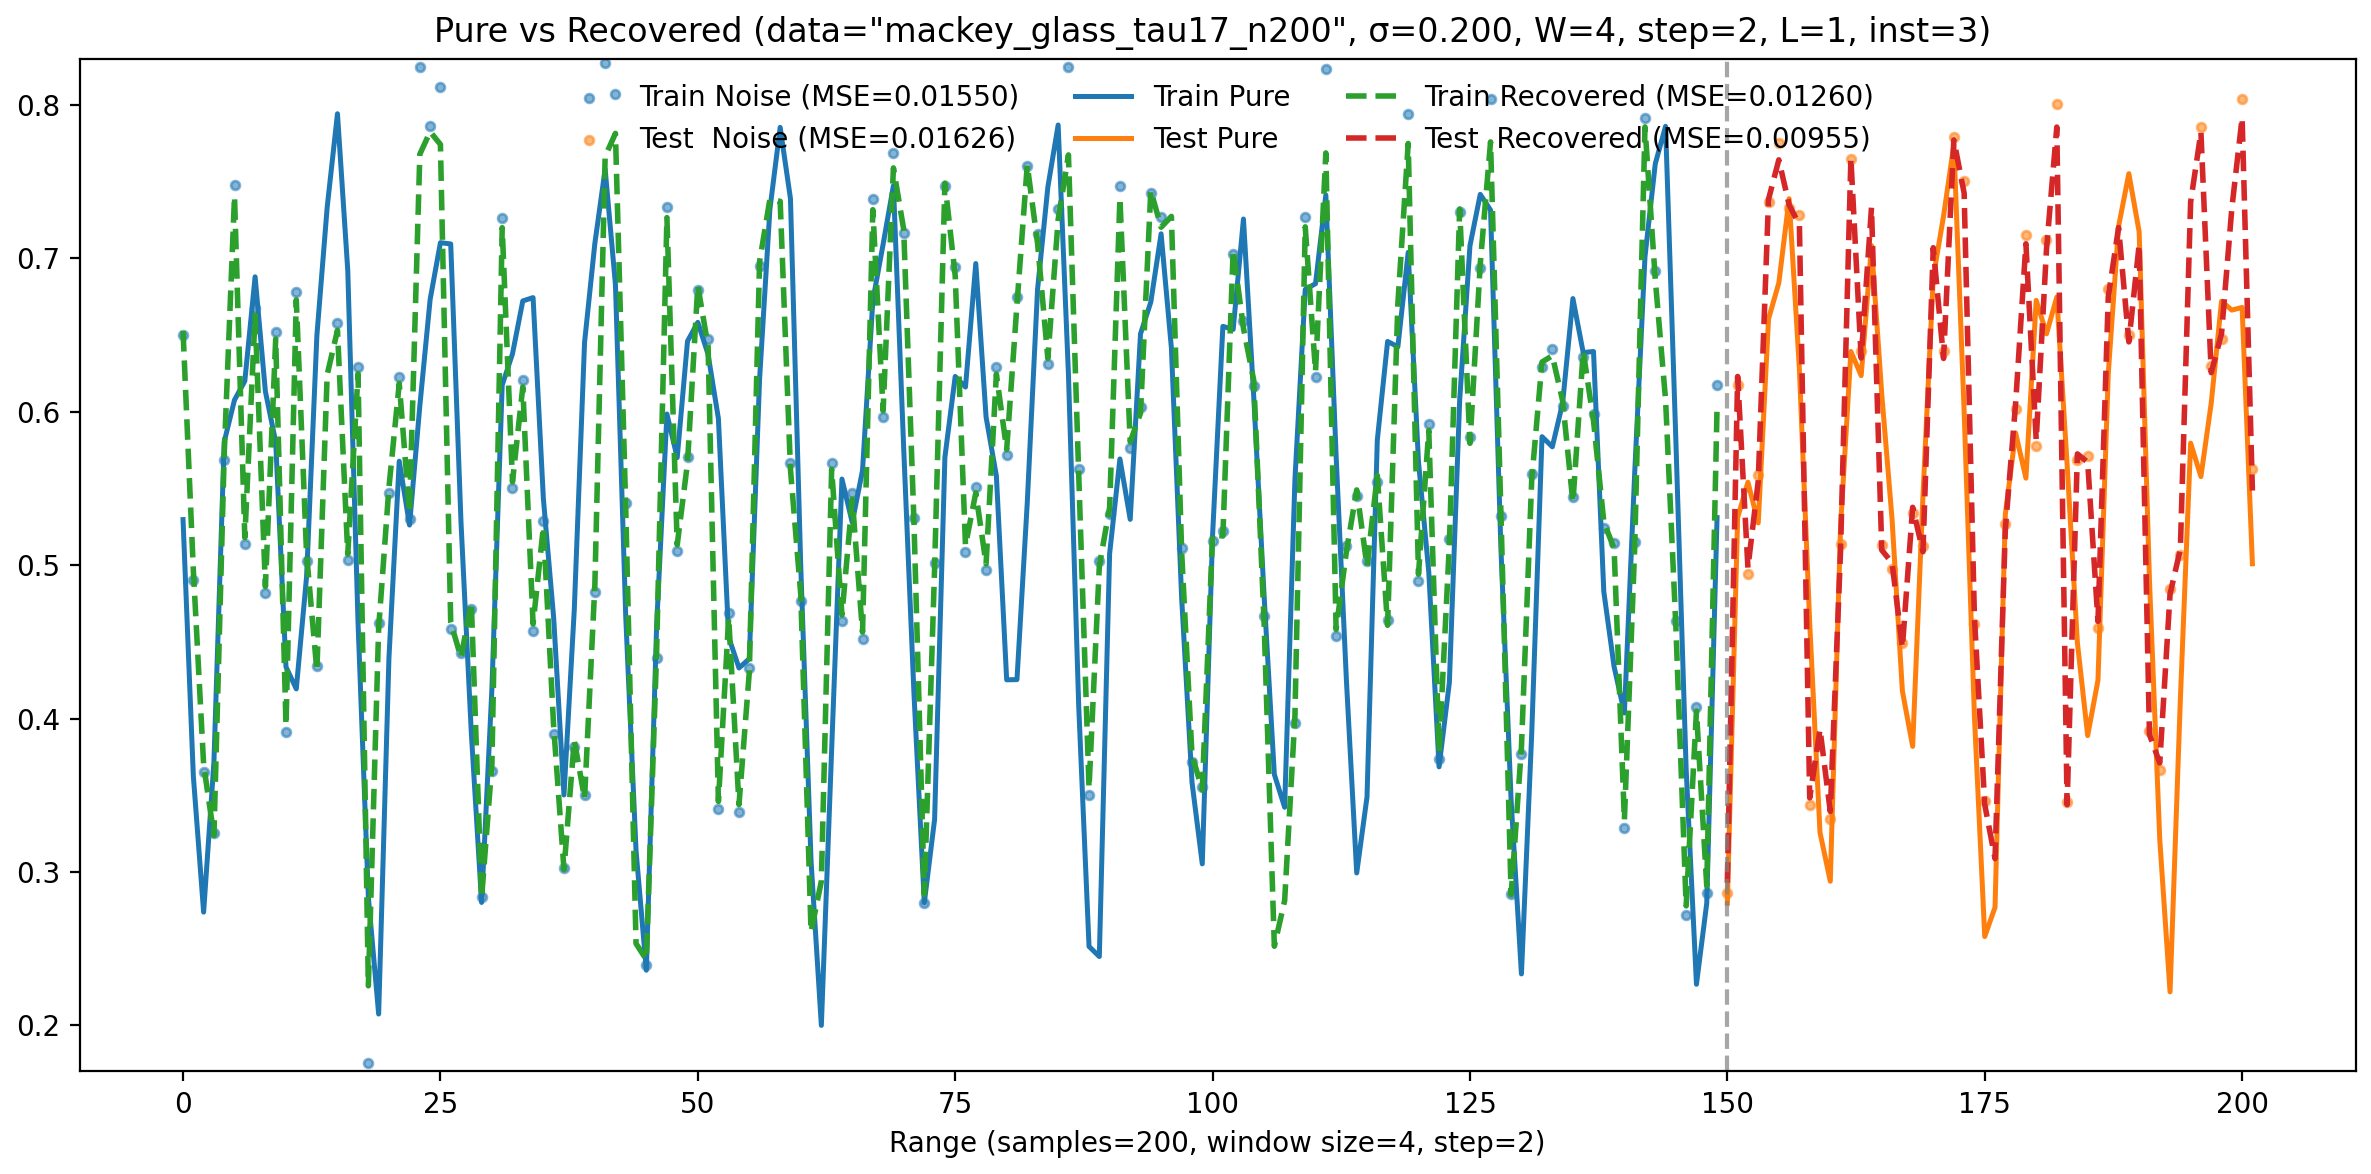 Pure vs Recovered (data="mackey_glass_tau17_n200", σ=0.200, W=4, step=2, L=1, inst=3)
Train Noise (MSE=0.01550) Train Pure Train Recovered (MSE=0.01260)
Test  Noise (MSE=0.01626) Test Pure Test  Recovered (MSE=0.00955)
0.8
0.7
0.6
0.5
0.4
0.3
0.2
0 25 50 75 100 125 150 175 200
Range (samples=200, window size=4, step=2)